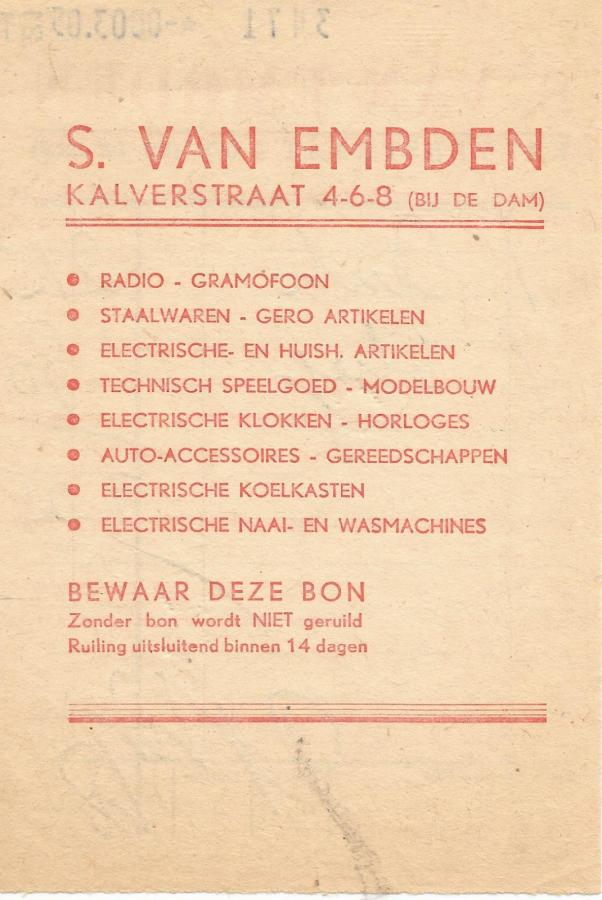 S. VAN EMBDEN
KALVERSTRAAT 4-6-8 (BIJ DE DAM)
• RADIO - GRAMOFOON
• STAALWAREN - GERO ARTIKELEN
• ELECTRISCHE- EN HUISH. ARTIKELEN
• TECHNISCH SPEELGOED - MODELBOUW
• ELECTRISCHE KLOKKEN - HORLOGES
• AUTO-ACCESSOIRES - GEREEDSCHAPPEN
• ELECTRISCHE KOELKASTEN
• ELECTRISCHE NAAI- EN WASMACHINES
BEWAAR DEZE BON
Zonder bon wordt NIET geruild
Ruiling uitsluitend binnen 14 dagen